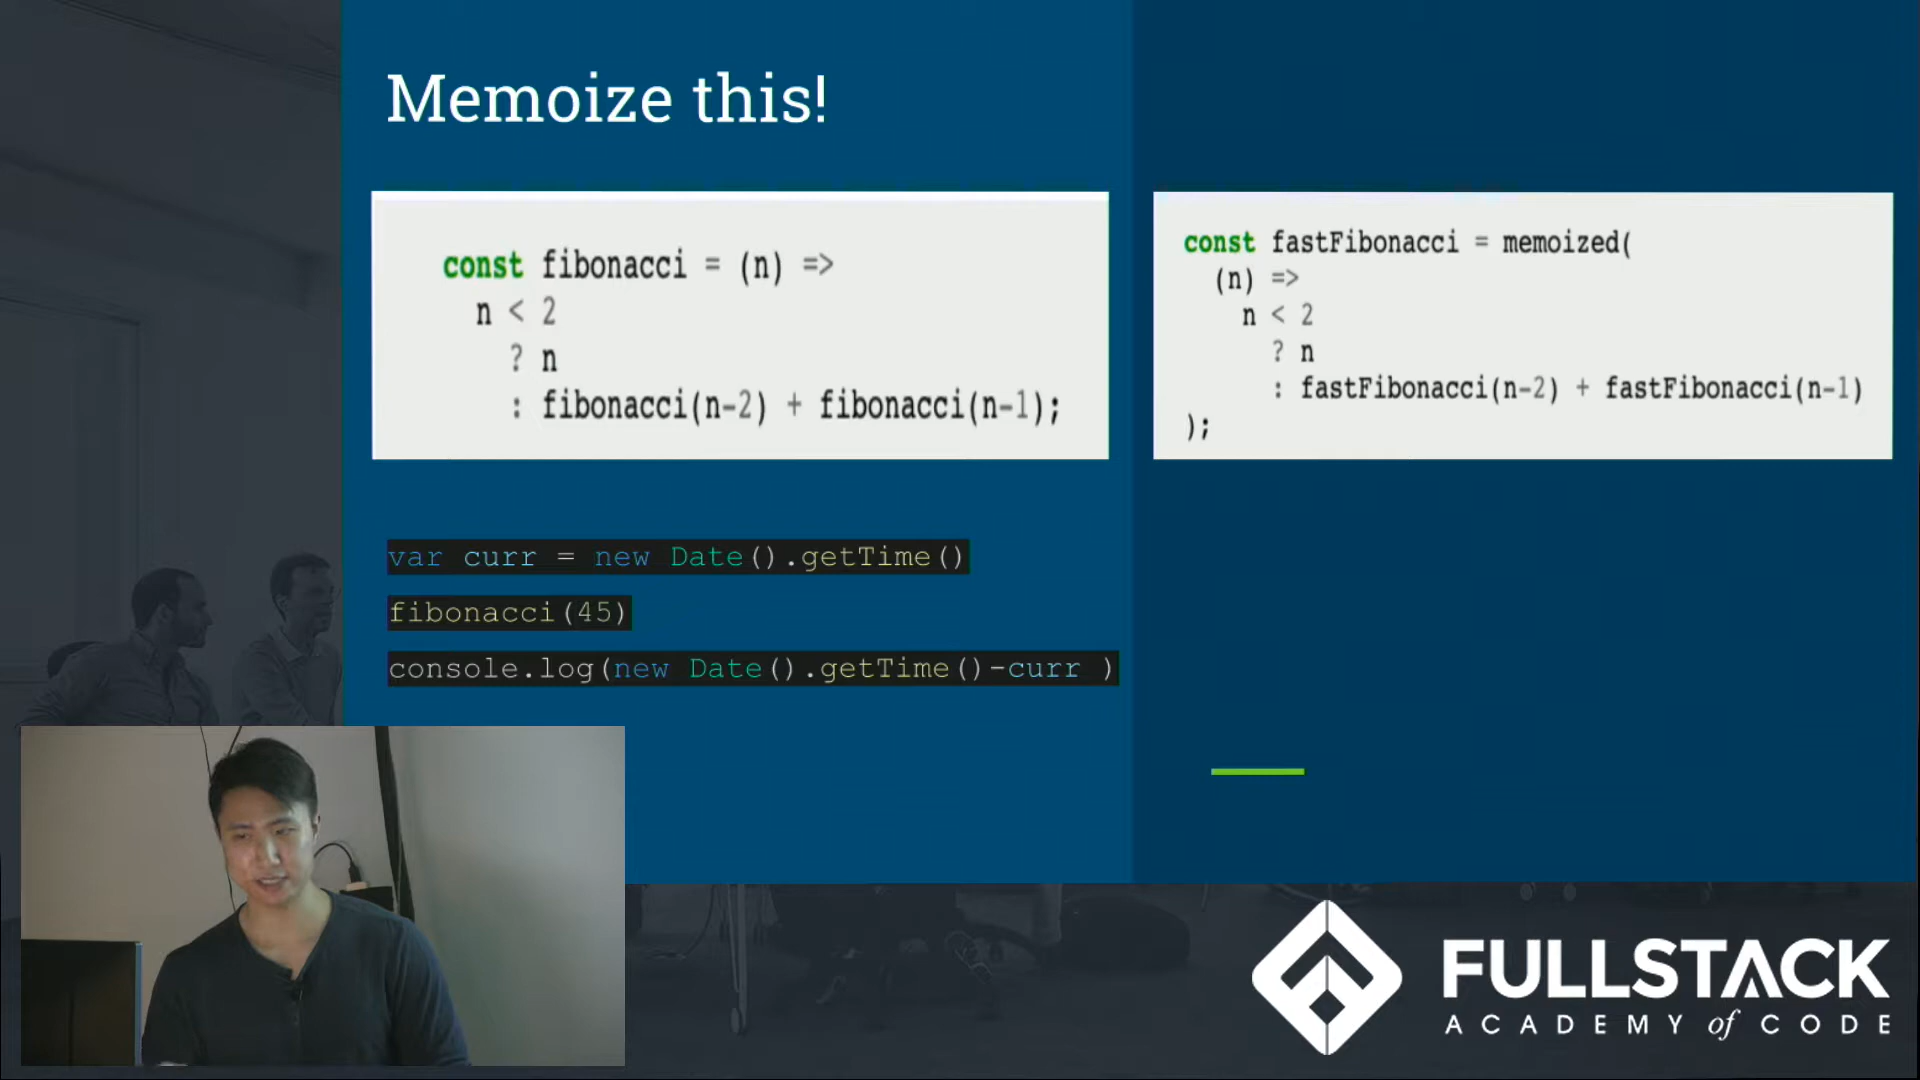 Memoize this!
const fibonacci = (n) =>
n < 2
? n
: fibonacci(n-2) + fibonacci(n-1);
const fastFibonacci = memoized(
(n) =>
n < 2
? n
: fastFibonacci(n-2) + fastFibonacci(n-1)
);
var curr = new Date().getTime()
fibonacci(45)
console.log(new Date().getTime()-curr )
FULLSTACK
ACADEMY of CODE